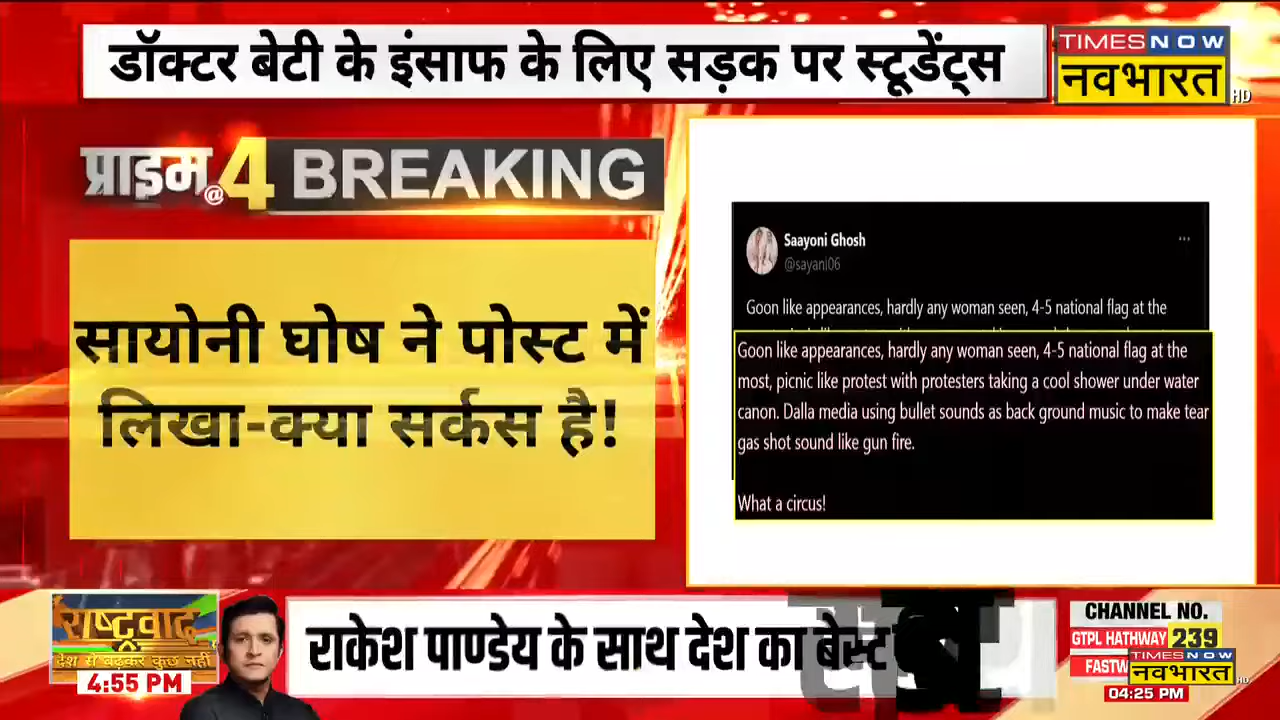 डॉक्टर बेटी के इंसाफ के लिए सड़क पर स्टूडेंट्स
TIMES NOW
नवभारत
HD
प्राइम@4 BREAKING
सायोनी घोष ने पोस्ट में
लिखा-क्या सर्कस है!
Saayoni Ghosh
@sayani06
Goon like appearances, hardly any woman seen, 4-5 national flag at the
Goon like appearances, hardly any woman seen, 4-5 national flag at the
most, picnic like protest with protesters taking a cool shower under water
canon. Dalla media using bullet sounds as back ground music to make tear
gas shot sound like gun fire.
What a circus!
राष्ट्रवाद
देश से बढ़कर कुछ नहीं
4:55 PM
राकेश पाण्डेय के साथ देश का बेस्ट
CHANNEL NO.
GTPL HATHWAY 239
FASTW
TIMES NOW
नवभारत
HD
04:25 PM